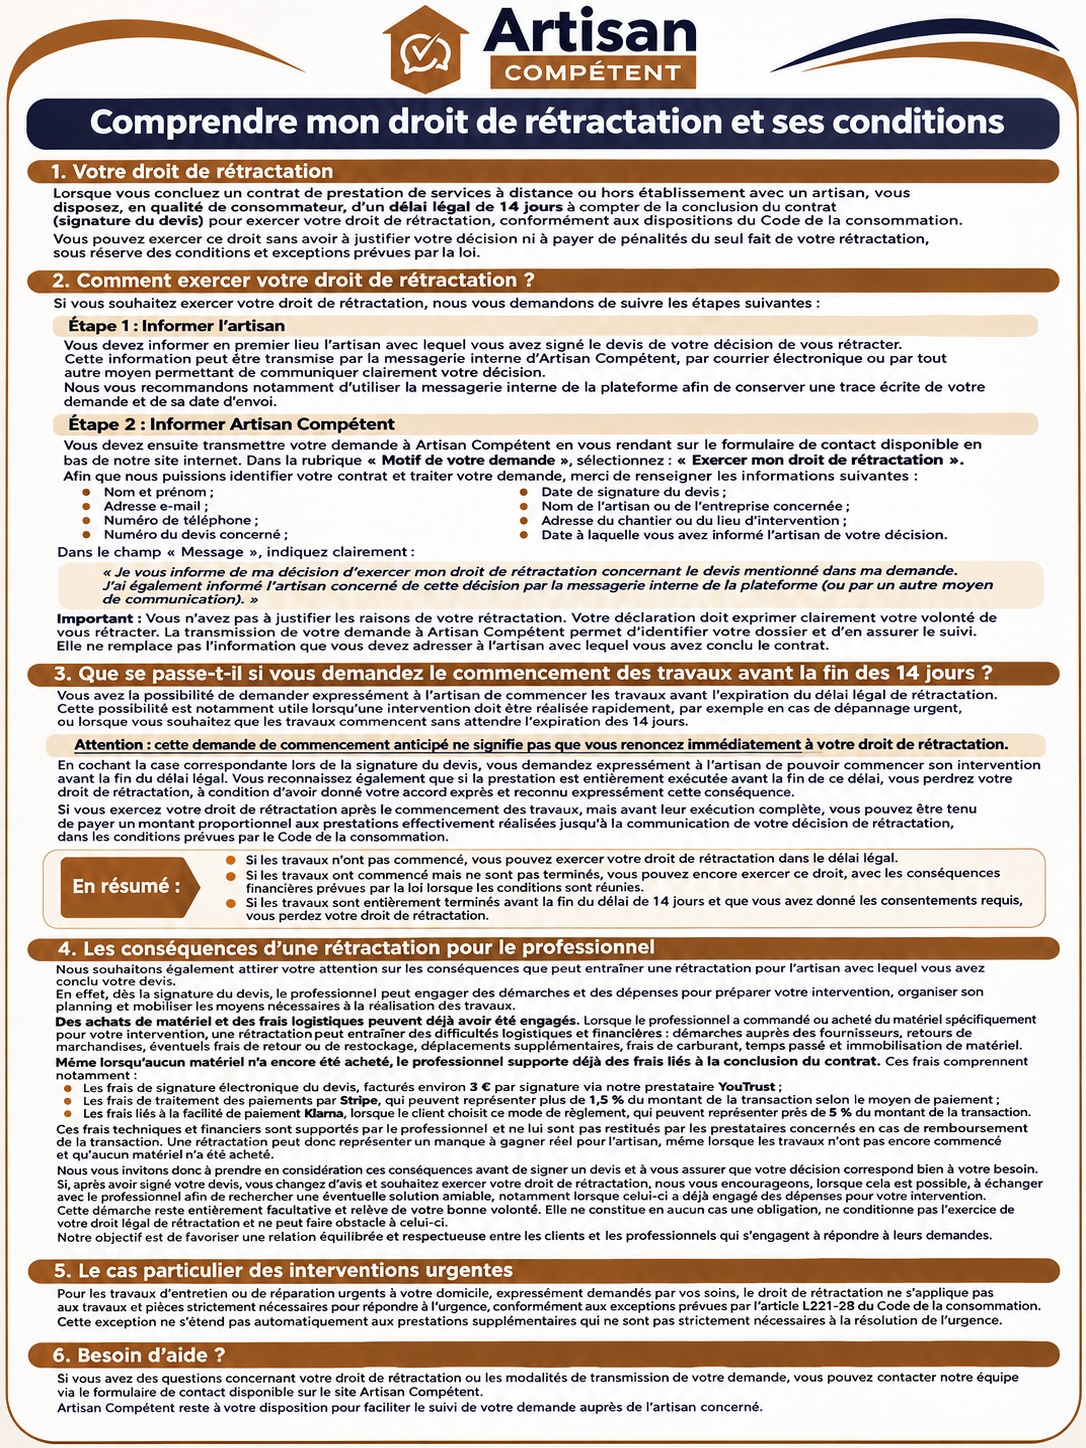 Artisan
COMPÉTENT
Comprendre mon droit de rétractation et ses conditions
1. Votre droit de rétractation
Lorsque vous concluez un contrat de prestation de services à distance ou hors établissement avec un artisan, vous
disposez, en qualité de consommateur, d'un délai légal de 14 jours à compter de la conclusion du contrat
(signature du devis) pour exercer votre droit de rétractation, conformément aux dispositions du Code de la consommation.
Vous pouvez exercer ce droit sans avoir à justifier votre décision ni à payer de pénalités du seul fait de votre rétractation,
sous réserve des conditions et exceptions prévues par la loi.
2. Comment exercer votre droit de rétractation ?
Si vous souhaitez exercer votre droit de rétractation, nous vous demandons de suivre les étapes suivantes :
Étape 1 : Informer l'artisan
Vous devez informer en premier lieu l'artisan avec lequel vous avez signé le devis de votre décision de vous rétracter.
Cette information peut être transmise par la messagerie interne d'Artisan Compétent, par courrier électronique ou par tout
autre moyen permettant de communiquer clairement votre décision.
Nous vous recommandons notamment d'utiliser la messagerie interne de la plateforme afin de conserver une trace écrite de votre
demande et de sa date d'envoi.
Étape 2 : Informer Artisan Compétent
Vous devez ensuite transmettre votre demande à Artisan Compétent en vous rendant sur le formulaire de contact disponible en
bas de notre site internet. Dans la rubrique « Motif de votre demande », sélectionnez : « Exercer mon droit de rétractation ».
Afin que nous puissions identifier votre contrat et traiter votre demande, merci de renseigner les informations suivantes :
Nom et prénom ;
Adresse e-mail ;
Numéro de téléphone ;
Numéro du devis concerné ;
Date de signature du devis ;
Nom de l'artisan ou de l'entreprise concernée ;
Adresse du chantier ou du lieu d'intervention ;
Date à laquelle vous avez informé l'artisan de votre décision.
Dans le champ « Message », indiquez clairement :
« Je vous informe de ma décision d'exercer mon droit de rétractation concernant le devis mentionné dans ma demande.
J'ai également informé l'artisan concerné de cette décision par la messagerie interne de la plateforme (ou par un autre moyen
de communication). »
Important : Vous n'avez pas à justifier les raisons de votre rétractation. Votre déclaration doit exprimer clairement votre volonté de
vous rétracter. La transmission de votre demande à Artisan Compétent permet d'identifier votre dossier et d'en assurer le suivi.
Elle ne remplace pas l'information que vous devez adresser à l'artisan avec lequel vous avez conclu le contrat.
3. Que se passe-t-il si vous demandez le commencement des travaux avant la fin des 14 jours ?
Vous avez la possibilité de demander expressément à l'artisan de commencer les travaux avant l'expiration du délai légal de rétractation.
Cette possibilité est notamment utile lorsqu'une intervention doit être réalisée rapidement, par exemple en cas de dépannage urgent,
ou lorsque vous souhaitez que les travaux commencent sans attendre l'expiration des 14 jours.
Attention : cette demande de commencement anticipé ne signifie pas que vous renoncez immédiatement à votre droit de rétractation.
En cochant la case correspondante lors de la signature du devis, vous demandez expressément à l'artisan de pouvoir commencer son intervention
avant la fin du délai légal. Vous reconnaissez également que si la prestation est entièrement exécutée avant la fin de ce délai, vous perdrez votre
droit de rétractation, à condition d'avoir donné votre accord exprès et reconnu expressément cette conséquence.
Si vous exercez votre droit de rétractation après le commencement des travaux, mais avant leur exécution complète, vous pouvez être tenu
de payer un montant proportionnel aux prestations effectivement réalisées jusqu'à la communication de votre décision de rétractation,
dans les conditions prévues par le Code de la consommation.
En résumé :
Si les travaux n'ont pas commencé, vous pouvez exercer votre droit de rétractation dans le délai légal.
Si les travaux ont commencé mais ne sont pas terminés, vous pouvez encore exercer ce droit, avec les conséquences
financières prévues par la loi lorsque les conditions sont réunies.
Si les travaux sont entièrement terminés avant la fin du délai de 14 jours et que vous avez donné les consentements requis,
vous perdez votre droit de rétractation.
4. Les conséquences d'une rétractation pour le professionnel
Nous souhaitons également attirer votre attention sur les conséquences que peut entraîner une rétractation pour l'artisan avec lequel vous avez
conclu votre devis.
En effet, dès la signature du devis, le professionnel peut engager des démarches et des dépenses pour préparer votre intervention, organiser son
planning et mobiliser les moyens nécessaires à la réalisation des travaux.
Des achats de matériel et des frais logistiques peuvent déjà avoir été engagés. Lorsque le professionnel a commandé ou acheté du matériel spécifiquement
pour votre intervention, une rétractation peut entraîner des difficultés logistiques et financières : démarches auprès des fournisseurs, retours de
marchandises, éventuels frais de retour ou de restockage, déplacements supplémentaires, frais de carburant, temps passé et immobilisation de matériel.
Même lorsqu'aucun matériel n'a encore été acheté, le professionnel supporte déjà des frais liés à la conclusion du contrat. Ces frais comprennent
notamment :
Les frais de signature électronique du devis, facturés environ 3 € par signature via notre prestataire YouTrust ;
Les frais de traitement des paiements par Stripe, qui peuvent représenter plus de 1,5 % du montant de la transaction selon le moyen de paiement ;
Les frais liés à la facilité de paiement Klarna, lorsque le client choisit ce mode de règlement, qui peuvent représenter près de 5 % du montant de la transaction.
Ces frais techniques et financiers sont supportés par le professionnel et ne lui sont pas restitués par les prestataires concernés en cas de remboursement
de la transaction. Une rétractation peut donc représenter un manque à gagner réel pour l'artisan, même lorsque les travaux n'ont pas encore commencé
et qu'aucun matériel n'a été acheté.
Nous vous invitons donc à prendre en considération ces conséquences avant de signer un devis et à vous assurer que votre décision correspond bien à votre besoin.
Si, après avoir signé votre devis, vous changez d'avis et souhaitez exercer votre droit de rétractation, nous vous encourageons, lorsque cela est possible, à échanger
avec le professionnel afin de rechercher une éventuelle solution amiable, notamment lorsque celui-ci a déjà engagé des dépenses pour votre intervention.
Cette démarche reste entièrement facultative et relève de votre bonne volonté. Elle ne constitue en aucun cas une obligation, ne conditionne pas l'exercice de
votre droit légal de rétractation et ne peut faire obstacle à celui-ci.
Notre objectif est de favoriser une relation équilibrée et respectueuse entre les clients et les professionnels qui s'engagent à répondre à leurs demandes.
5. Le cas particulier des interventions urgentes
Pour les travaux d'entretien ou de réparation urgents à votre domicile, expressément demandés par vos soins, le droit de rétractation ne s'applique pas
aux travaux et pièces strictement nécessaires pour répondre à l'urgence, conformément aux exceptions prévues par l'article L221-28 du Code de la consommation.
Cette exception ne s'étend pas automatiquement aux prestations supplémentaires qui ne sont pas strictement nécessaires à la résolution de l'urgence.
6. Besoin d'aide ?
Si vous avez des questions concernant votre droit de rétractation ou les modalités de transmission de votre demande, vous pouvez contacter notre équipe
via le formulaire de contact disponible sur le site Artisan Compétent.
Artisan Compétent reste à votre disposition pour faciliter le suivi de votre demande auprès de l'artisan concerné.